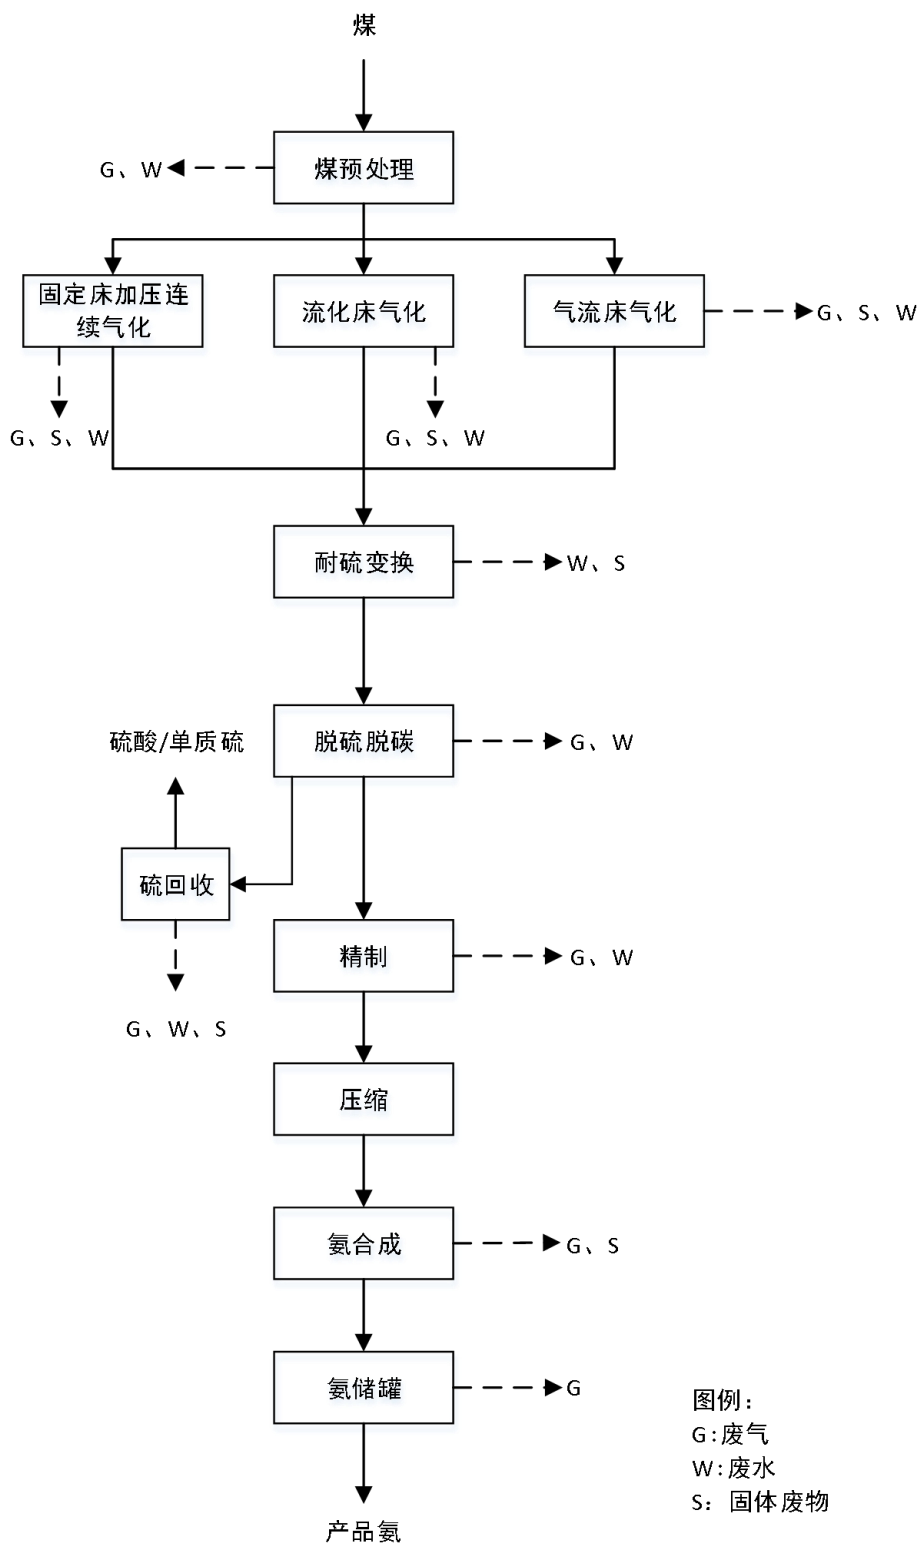 煤
煤预处理
G、W
固定床加压连
续气化
流化床气化
气流床气化
G、S、W
G、S、W
G、S、W
耐硫变换
W、S
脱硫脱碳
G、W
硫酸/单质硫
硫回收
G、W、S
精制
G、W
压缩
氨合成
G、S
氨储罐
G
产品氨
图例：
G:废气
W:废水
S：固体废物